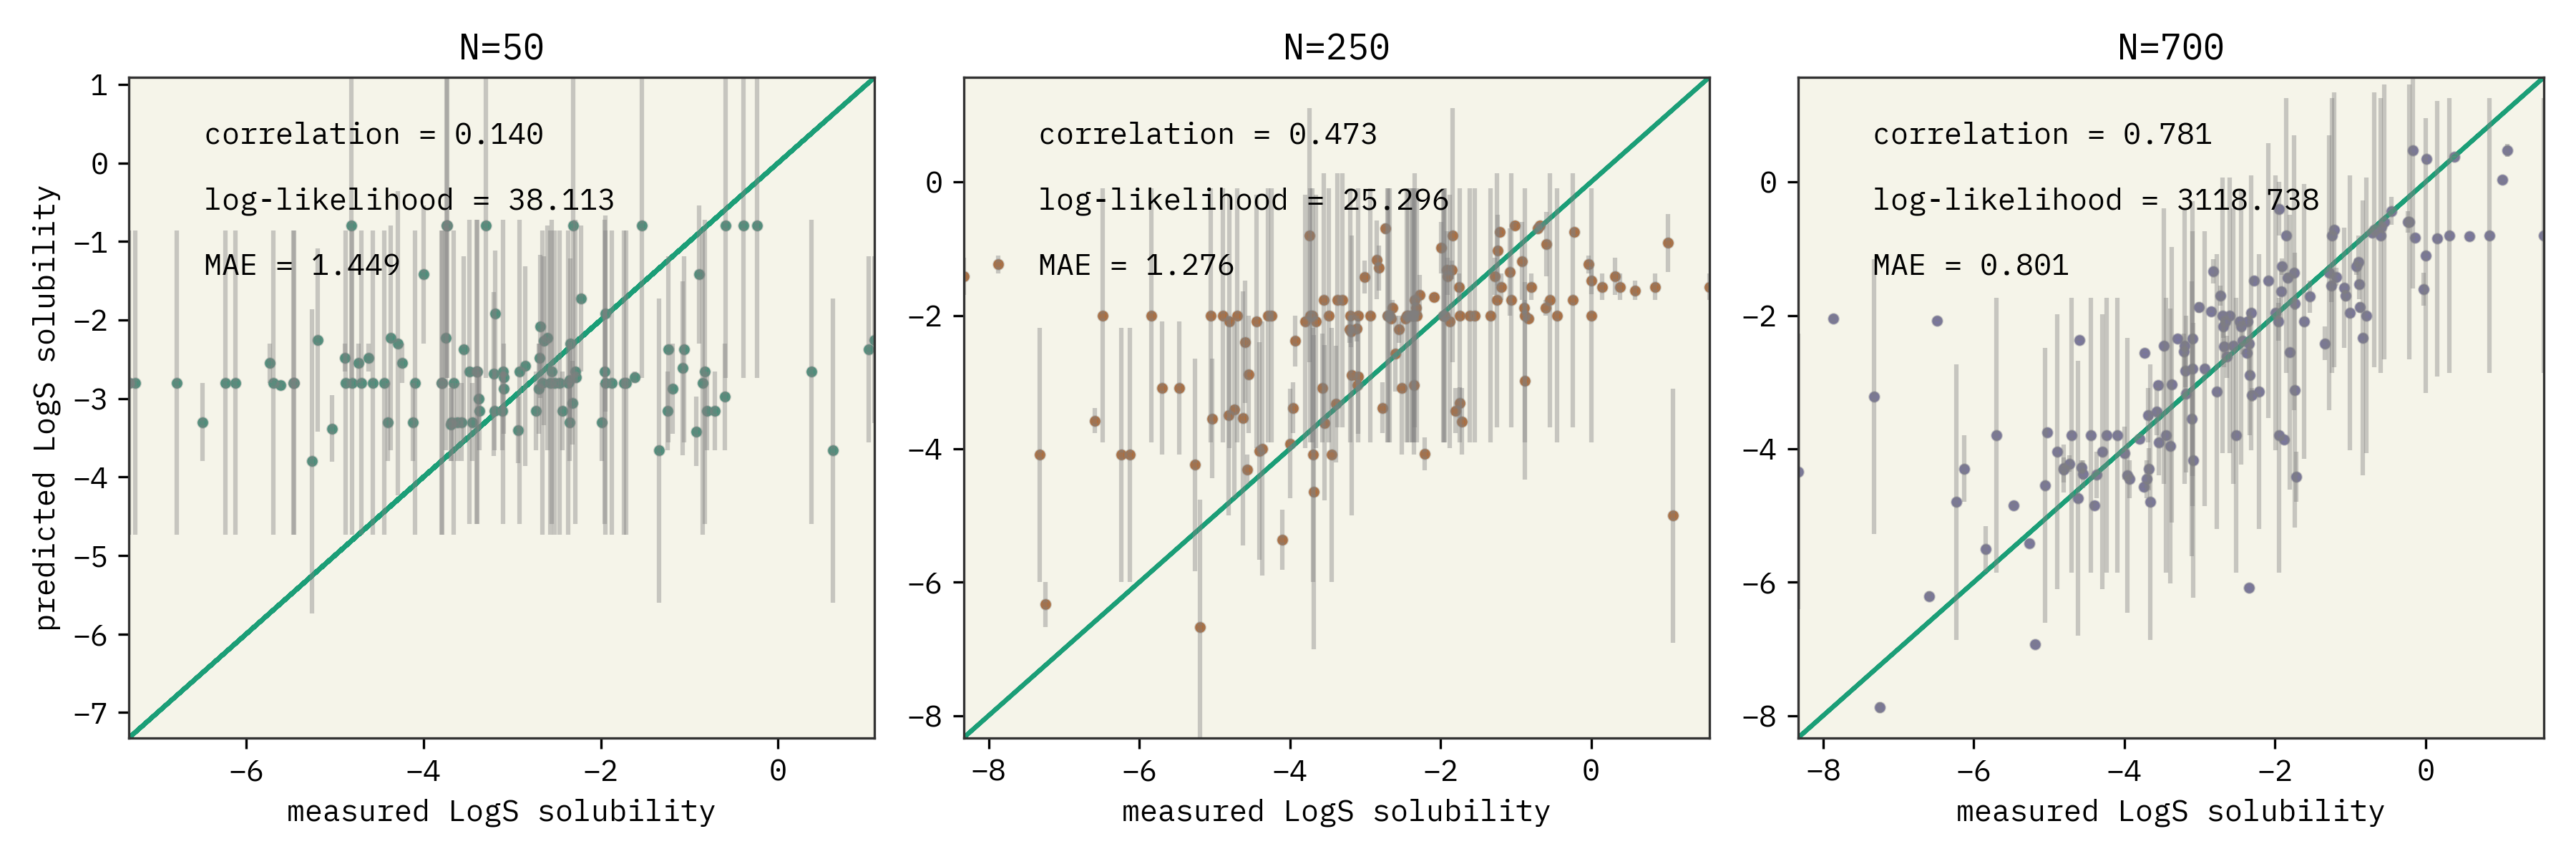 N=50
correlation = 0.140
log-likelihood = 38.113
MAE = 1.449
1
0
−1
−2
−3
−4
−5
−6
−7
predicted LogS solubility
−6 −4 −2 0
measured LogS solubility
N=250
correlation = 0.473
log-likelihood = 25.296
MAE = 1.276
0
−2
−4
−6
−8
−8 −6 −4 −2 0
measured LogS solubility
N=700
correlation = 0.781
log-likelihood = 3118.738
MAE = 0.801
0
−2
−4
−6
−8
−8 −6 −4 −2 0
measured LogS solubility